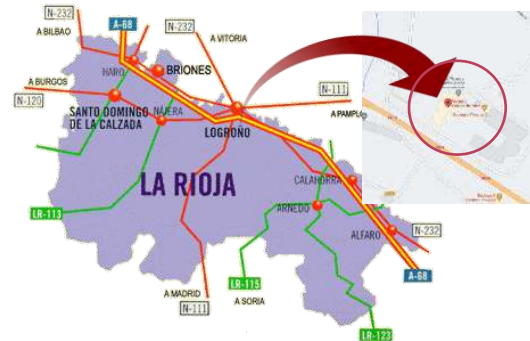 N-232
A BILBAO
A-68
N-232
A VITORIA
HARO
BRIONES
A BURGOS
N-120
N-111
SANTO DOMINGO
DE LA CALZADA
NÁJERA
A PAMPL
LOGROÑO
LA RIOJA
CALAHORRA
LR-113
ARNEDO
ALFARO
N-232
LR-115
A-68
A MADRID
A SORIA
N-111
LR-123